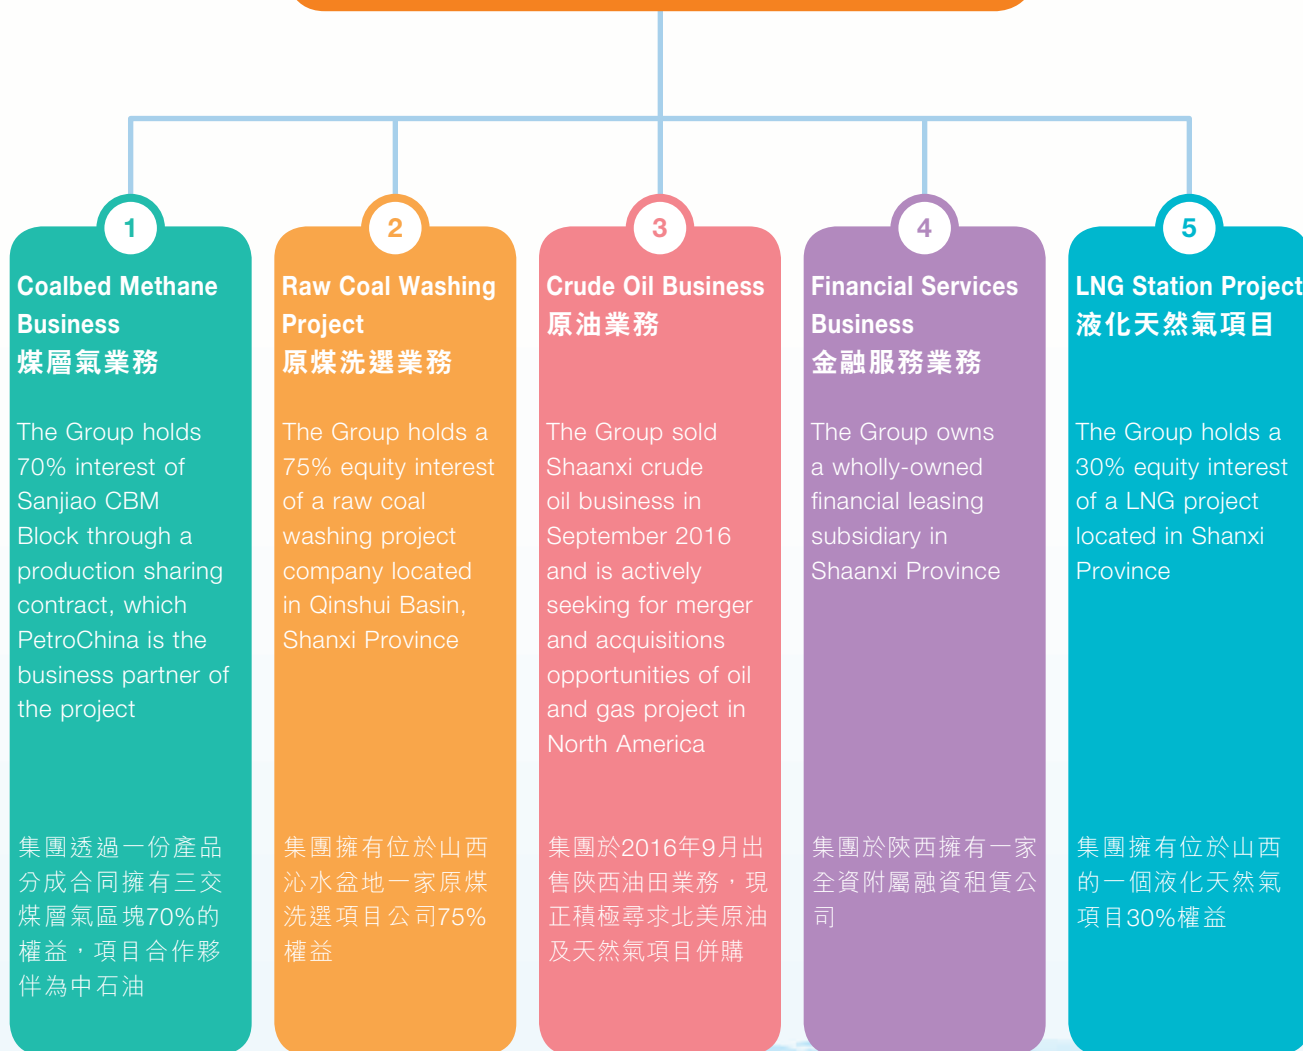 1
Coalbed Methane
Business
煤層氣業務
The Group holds
70% interest of
Sanjiao CBM
Block through a
production sharing
contract, which
PetroChina is the
business partner of
the project
集團透過一份產品
分成合同擁有三交
煤層氣區塊70%的
權益，項目合作夥
伴為中石油
2
Raw Coal Washing
Project
原煤洗選業務
The Group holds a
75% equity interest
of a raw coal
washing project
company located
in Qinshui Basin,
Shanxi Province
集團擁有位於山西
沁水盆地一家原煤
洗選項目公司75%
權益
3
Crude Oil Business
原油業務
The Group sold
Shaanxi crude
oil business in
September 2016
and is actively
seeking for merger
and acquisitions
opportunities of oil
and gas project in
North America
集團於2016年9月出
售陝西油田業務，現
正積極尋求北美原油
及天然氣項目併購
4
Financial Services
Business
金融服務業務
The Group owns
a wholly-owned
financial leasing
subsidiary in
Shaanxi Province
集團於陝西擁有一家
全資附屬融資租賃公
司
5
LNG Station Project
液化天然氣項目
The Group holds a
30% equity interest
of a LNG project
located in Shanxi
Province
集團擁有位於山西
的一個液化天然氣
項目30%權益